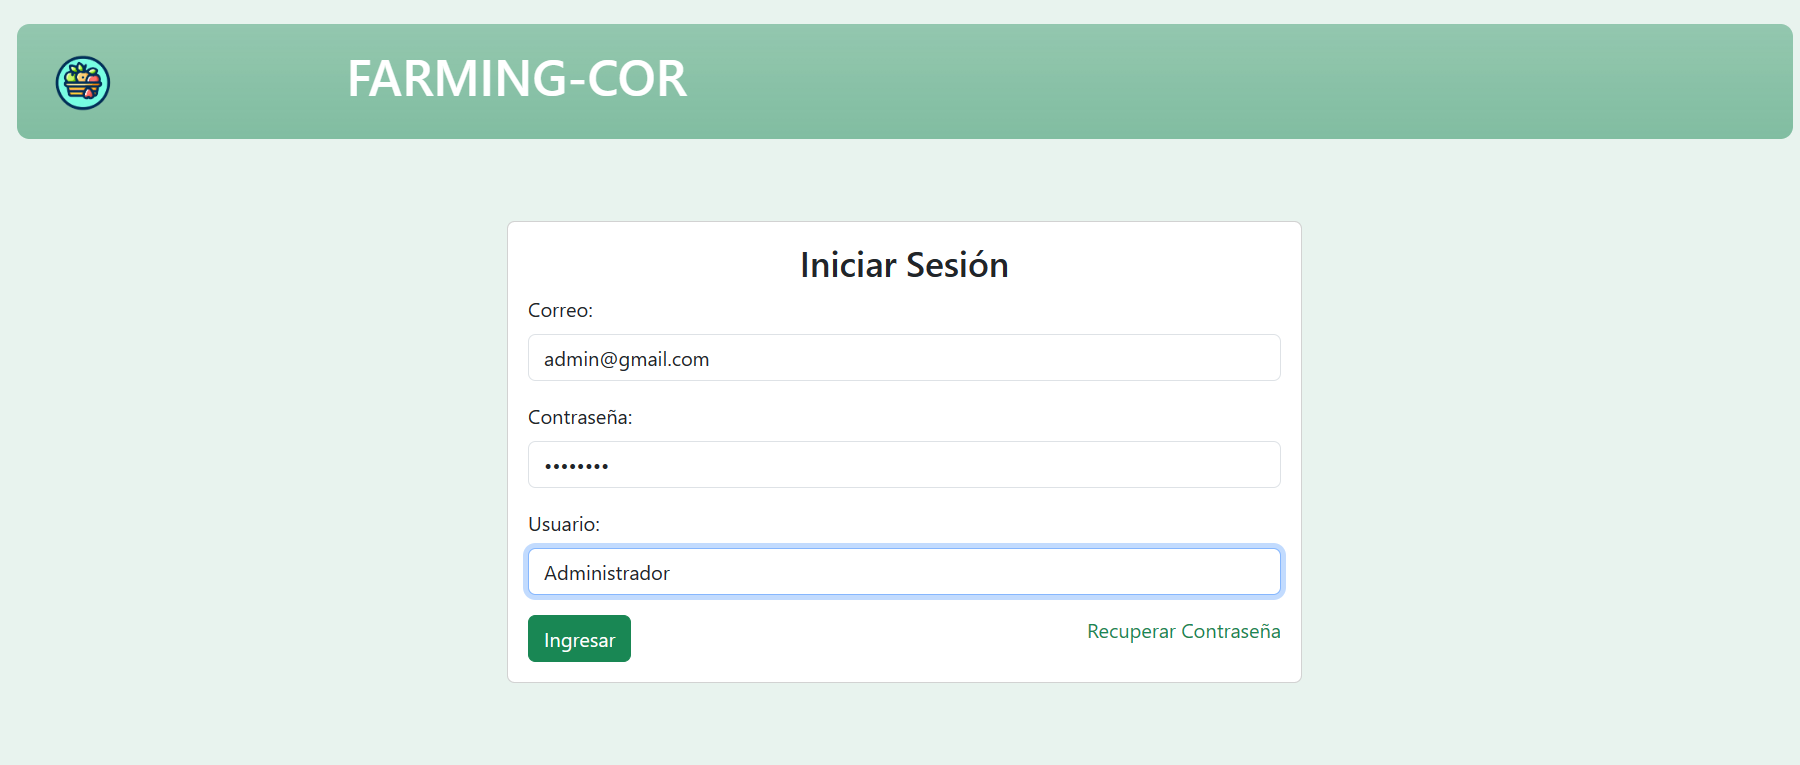 FARMING-COR
Iniciar Sesión
Correo:
admin@gmail.com
Contraseña:
••••••••
Usuario:
Administrador
Ingresar
Recuperar Contraseña